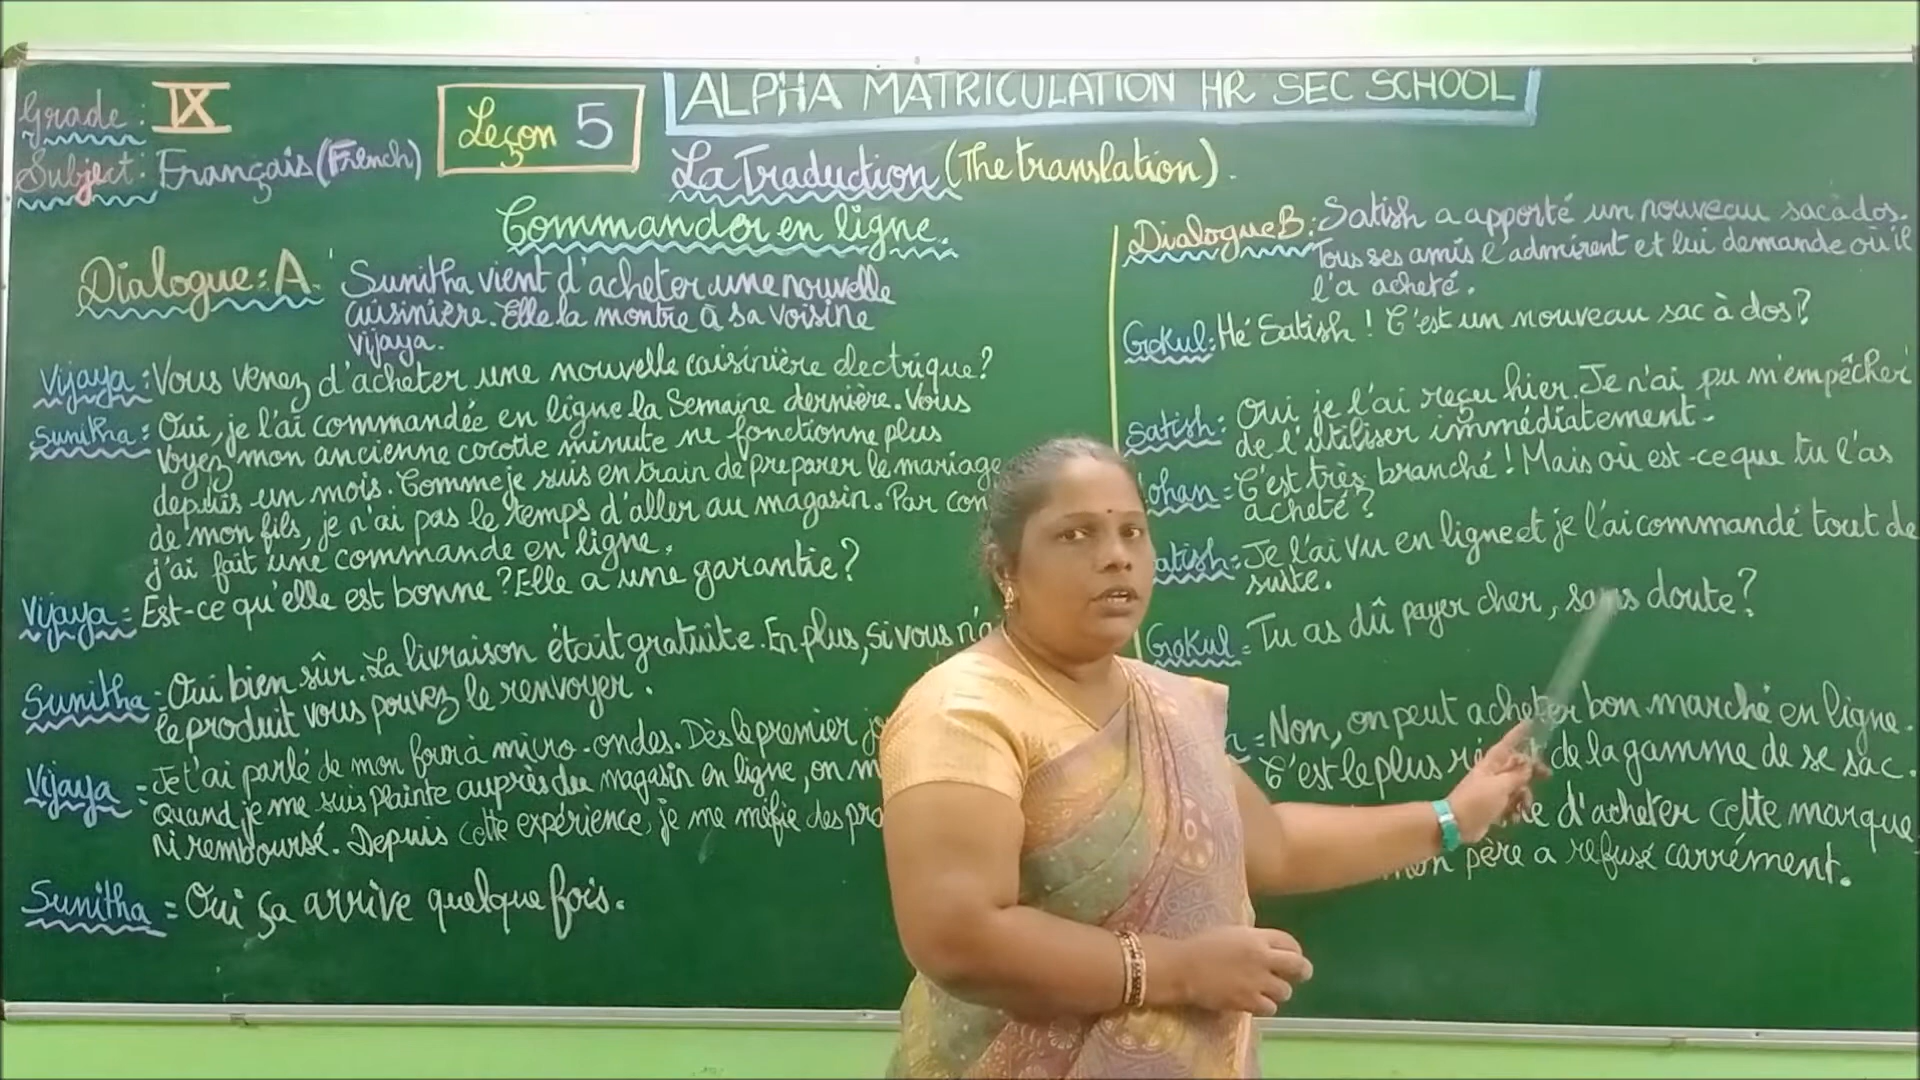 ALPHA MATRICULATION HR SEC SCHOOL
Grade : IX
Subject: Français (French)
Leçon 5
La Traduction (The translation).
Commander en ligne.
Dialogue: A. Sunitha vient d'acheter une nouvelle
cuisinière. Elle la montre à sa voisine
vijaya.
Vijaya : Vous venez d'acheter une nouvelle cuisinière électrique?
Sunitha : Oui, je l'ai commandée en ligne la Semaine dernière. Vous
voyez mon ancienne cocotte minute ne fonctionne plus
depuis un mois. Comme je suis en train de preparer le mariage
de mon fils, je n'ai pas le temps d'aller au magasin. Par con
j'ai fait une commande en ligne.
Vijaya = Est-ce qu'elle est bonne? Elle a une garantie?
Sunitha = Oui bien sûr. La livraison était gratuite. En plus, si vous n'a
le produit vous pouvez le renvoyer.
Vijaya = Je t'ai parlé de mon four à micro-ondes. Dès le premier jo
Quand je me suis plainte auprès du magasin en ligne, on m
ni remboursé. Depuis cette expérience, je me méfie des pro
Sunitha = Oui ça arrive quelque fois.
Dialogue B: Satish a apporté un nouveau sac à dos.
Tous ses amis l'admirent et lui demande où il
l'a acheté.
Gokul: Hé Satish! C'est un nouveau sac à dos?
Satish: Oui je l'ai reçu hier. Je n'ai pu m'empêcher
de l'utiliser immédiatement.
ohan = C'est très branché! Mais où est-ce que tu l'as
acheté?
atish = Je l'ai vu en ligne et je l'ai commandé tout de
suite.
Gokul = Tu as dû payer cher, sans doute?
= Non, on peut acheter bon marché en ligne.
C'est le plus de la gamme de se sac.
d'acheter cette marque
mon père a refusé carrément.